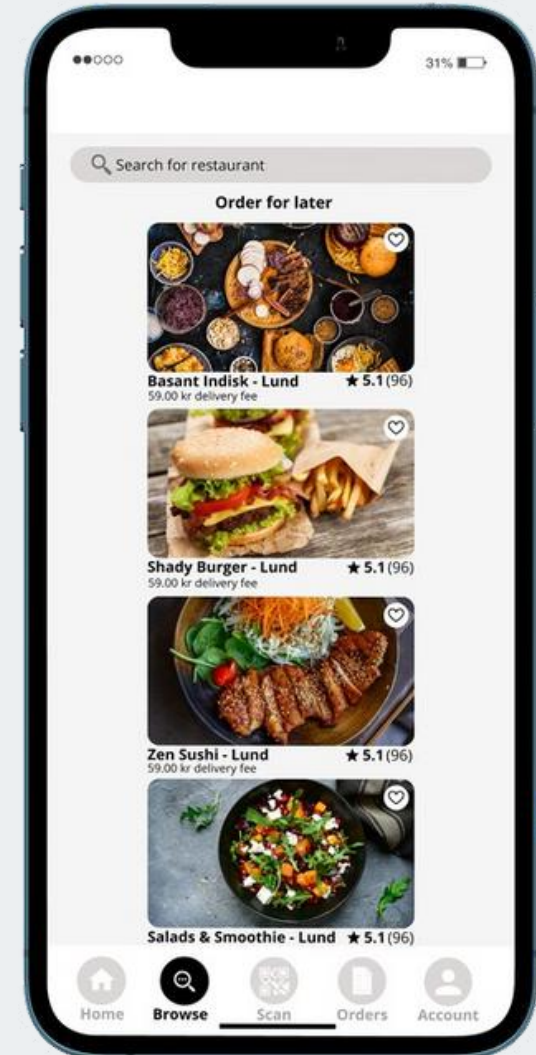 31%
Search for restaurant
Order for later
Basant Indisk - Lund ★ 5.1 (96)
59.00 kr delivery fee
Shady Burger - Lund ★ 5.1 (96)
59.00 kr delivery fee
Zen Sushi - Lund ★ 5.1 (96)
59.00 kr delivery fee
Salads & Smoothie - Lund ★ 5.1 (96)
Home Browse Scan Orders Account